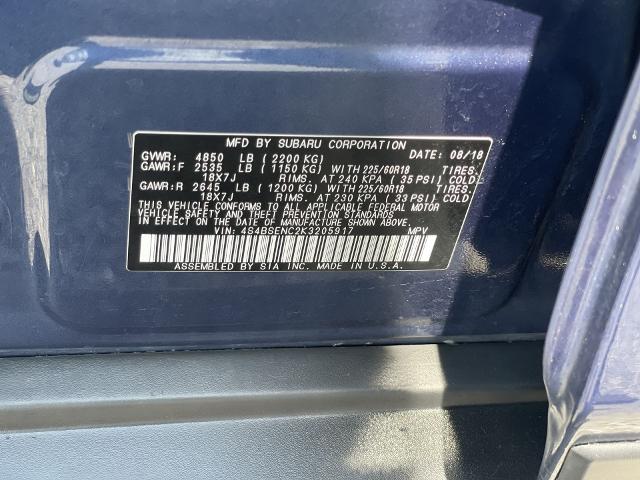 MFD BY SUBARU CORPORATION
GVWR: 4850 LB (2200 KG) DATE: 08/18
GAWR:F 2535 LB (1150 KG) WITH 225/60R18 TIRES,
18X7J RIMS. AT 240 KPA (35 PSI) COLD
GAWR:R 2645 LB (1200 KG) WITH 225/60R18 TIRES,
18X7J RIMS. AT 230 KPA (33 PSI) COLD
THIS VEHICLE CONFORMS TO ALL APPLICABLE FEDERAL MOTOR
VEHICLE SAFETY AND THEFT PREVENTION STANDARDS IN EFFECT
ON THE DATE OF MANUFACTURE SHOWN ABOVE.
VIN: 4S4BSENC2K3205917 MPV
ASSEMBLED BY SIA INC. MADE IN U.S.A.